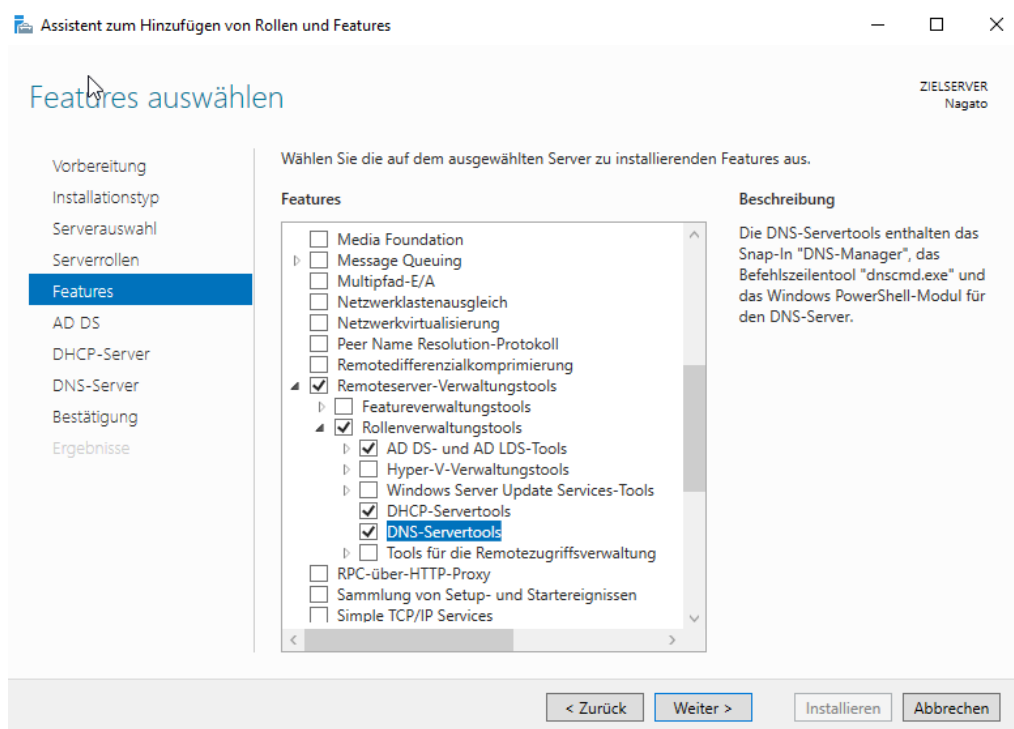 Assistent zum Hinzufügen von Rollen und Features
Features auswählen
ZIELSERVER
Nagato
Vorbereitung
Installationstyp
Serverauswahl
Serverrollen
Features
AD DS
DHCP-Server
DNS-Server
Bestätigung
Ergebnisse
Wählen Sie die auf dem ausgewählten Server zu installierenden Features aus.
Features
Media Foundation
Message Queuing
Multipfad-E/A
Netzwerklastenausgleich
Netzwerkvirtualisierung
Peer Name Resolution-Protokoll
Remotedifferenzialkomprimierung
Remoteserver-Verwaltungstools
Featureverwaltungstools
Rollenverwaltungstools
AD DS- und AD LDS-Tools
Hyper-V-Verwaltungstools
Windows Server Update Services-Tools
DHCP-Servertools
DNS-Servertools
Tools für die Remotezugriffsverwaltung
RPC-über-HTTP-Proxy
Sammlung von Setup- und Startereignissen
Simple TCP/IP Services
Beschreibung
Die DNS-Servertools enthalten das
Snap-In "DNS-Manager", das
Befehlszeilentool "dnscmd.exe" und
das Windows PowerShell-Modul für
den DNS-Server.
< Zurück
Weiter >
Installieren
Abbrechen